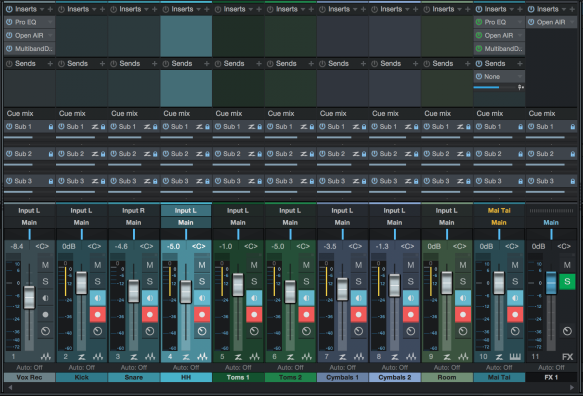 Inserts Inserts Inserts Inserts Inserts Inserts Inserts Inserts Inserts Inserts Inserts
Pro EQ Pro EQ Open AIR
Open AIR Open AIR
MultibandD.. MultibandD..
Sends Sends Sends Sends Sends Sends Sends Sends Sends Sends
None
Cue mix Cue mix Cue mix Cue mix Cue mix Cue mix Cue mix Cue mix Cue mix Cue mix Cue mix
Sub 1 Sub 1 Sub 1 Sub 1 Sub 1 Sub 1 Sub 1 Sub 1 Sub 1 Sub 1 Sub 1
Sub 2 Sub 2 Sub 2 Sub 2 Sub 2 Sub 2 Sub 2 Sub 2 Sub 2 Sub 2 Sub 2
Sub 3 Sub 3 Sub 3 Sub 3 Sub 3 Sub 3 Sub 3 Sub 3 Sub 3 Sub 3 Sub 3
Input L Input L Input R Input L Input L Input L Input L Input L Input L Mai Tai
Main Main Main Main Main Main Main Main Main Main Main
-8.4 <C> 0dB <C> -4.6 <C> -5.0 <C> -1.0 <C> -5.0 <C> -3.5 <C> -1.3 <C> 0dB <C> 0dB <C> 0dB <C>
M M M M M M M M M M M
S S S S S S S S S S S
1 2 3 4 5 6 7 8 9 10 11 FX
Auto: Off Auto: Off Auto: Off Auto: Off Auto: Off Auto: Off Auto: Off Auto: Off Auto: Off Auto: Off Auto: Off
Vox Rec Kick Snare HH Toms 1 Toms 2 Cymbals 1 Cymbals 2 Room Mai Tai FX 1